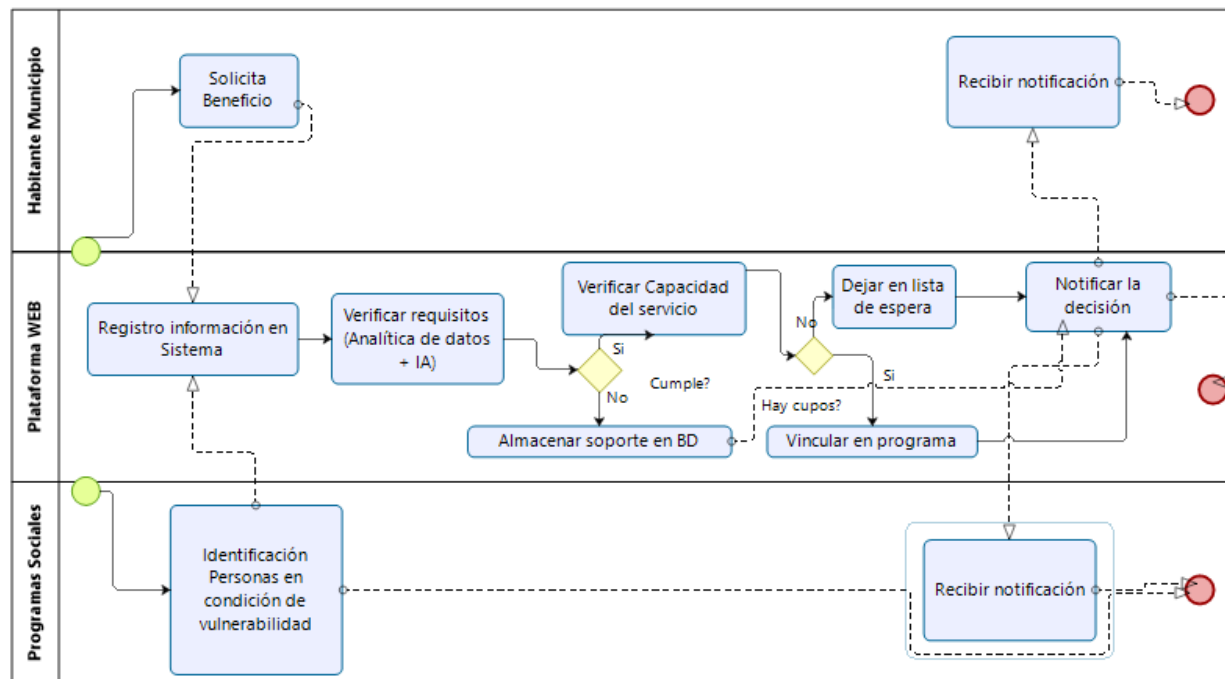 Habitante Municipio
Solicita
Beneficio
Recibir notificación
Plataforma WEB
Registro información en
Sistema
Verificar requisitos
(Analítica de datos
+ IA)
Verificar Capacidad
del servicio
Si
No
Cumple?
Almacenar soporte en BD
Dejar en lista
de espera
No
Si
Hay cupos?
Vincular en programa
Notificar la
decisión
Programas Sociales
Identificación
Personas en
condición de
vulnerabilidad
Recibir notificación